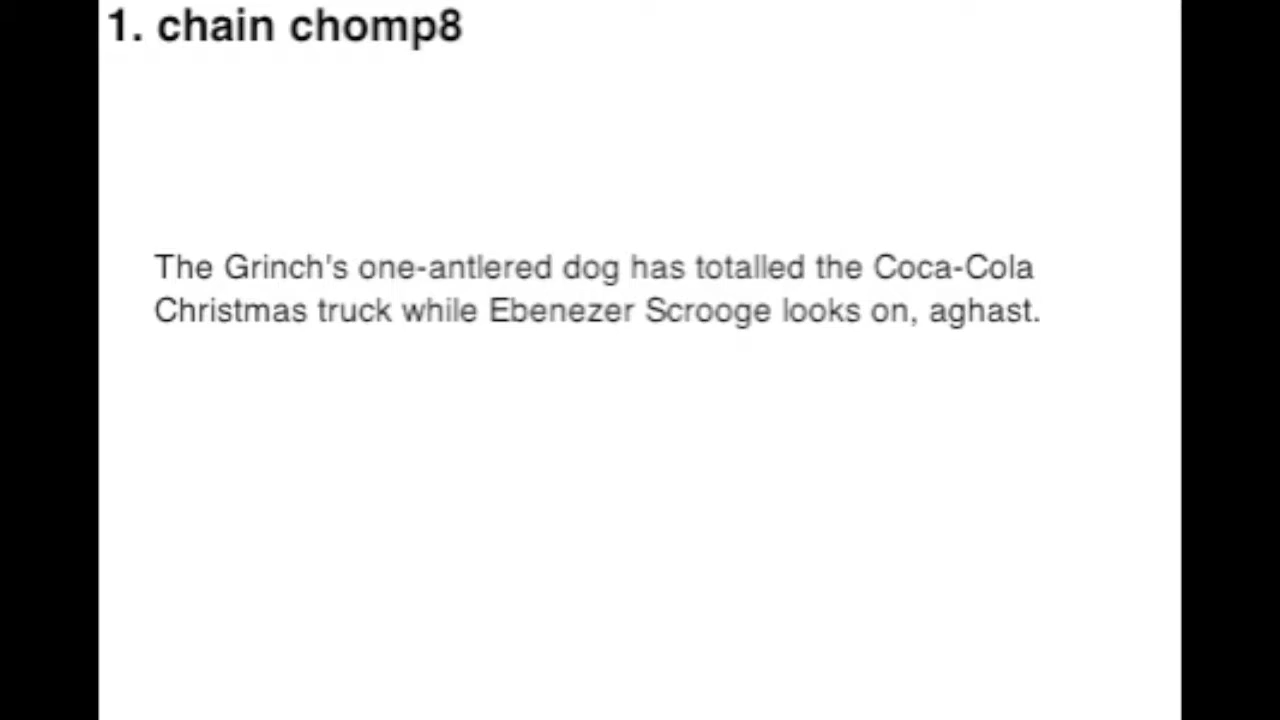 1. chain chomp8
The Grinch's one-antlered dog has totalled the Coca-Cola
Christmas truck while Ebenezer Scrooge looks on, aghast.